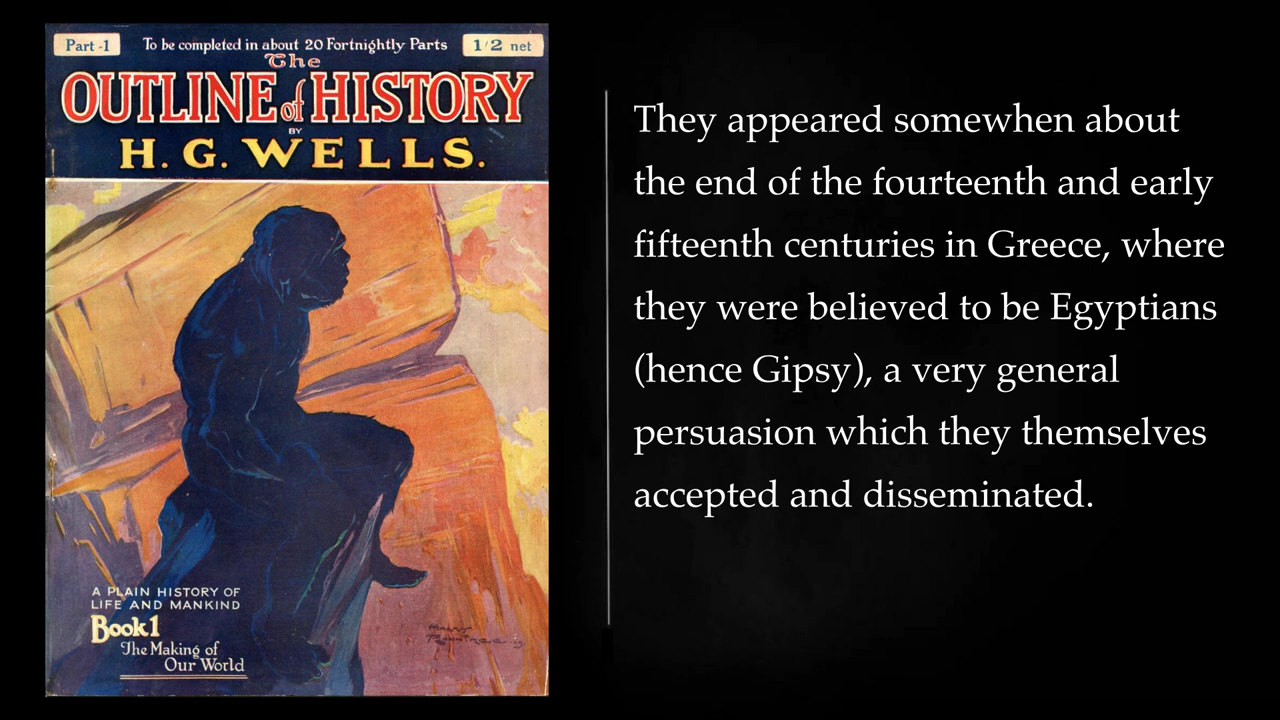 Part -1
To be completed in about 20 Fortnightly Parts
1/2 net
The
OUTLINE of HISTORY
BY
H. G. WELLS.
A PLAIN HISTORY OF
LIFE AND MANKIND
Book 1
The Making of
Our World
They appeared somewhen about
the end of the fourteenth and early
fifteenth centuries in Greece, where
they were believed to be Egyptians
(hence Gipsy), a very general
persuasion which they themselves
accepted and disseminated.